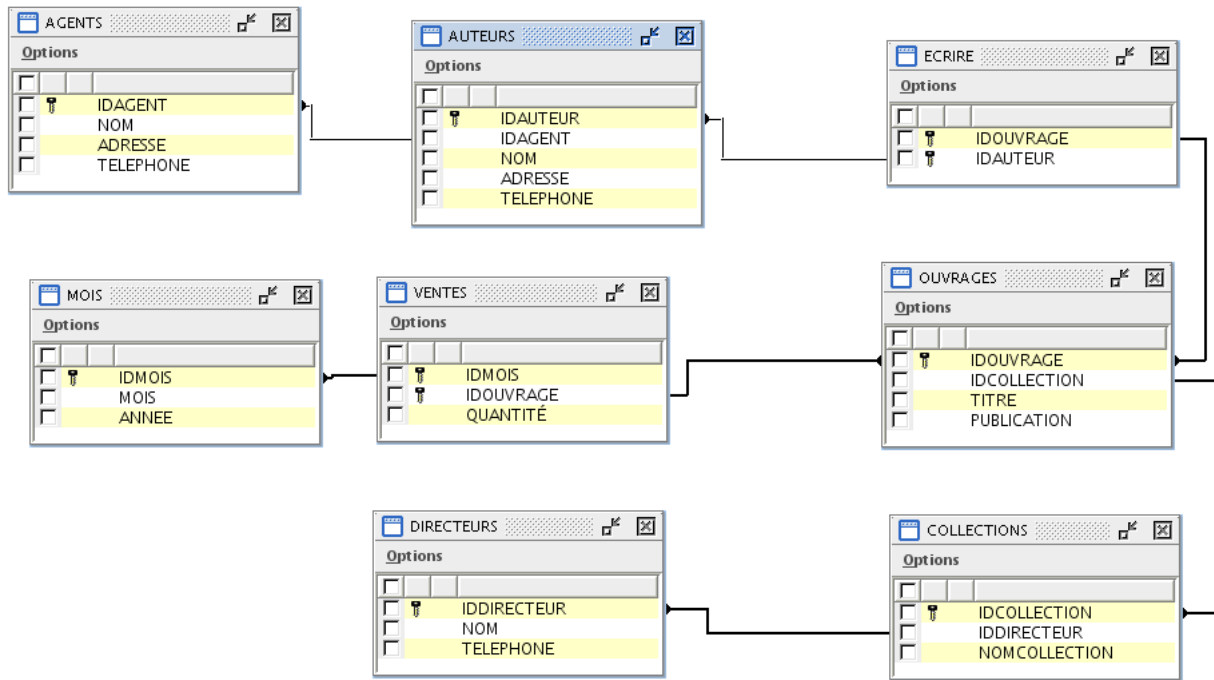 AGENTS
Options
IDAGENT
NOM
ADRESSE
TELEPHONE
AUTEURS
Options
IDAUTEUR
IDAGENT
NOM
ADRESSE
TELEPHONE
ECRIRE
Options
IDOUVRAGE
IDAUTEUR
MOIS
Options
IDMOIS
MOIS
ANNEE
VENTES
Options
IDMOIS
IDOUVRAGE
QUANTITÉ
OUVRAGES
Options
IDOUVRAGE
IDCOLLECTION
TITRE
PUBLICATION
DIRECTEURS
Options
IDDIRECTEUR
NOM
TELEPHONE
COLLECTIONS
Options
IDCOLLECTION
IDDIRECTEUR
NOMCOLLECTION